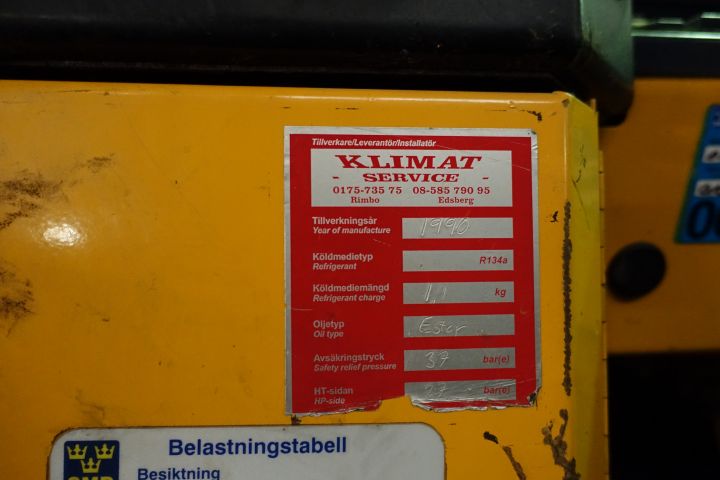 Tillverkare/Leverantör/Installatör
KLIMAT
- SERVICE -
0175-735 75 08-585 790 95
Rimbo Edsberg
Tillverkningsår 1990
Year of manufacture
Köldmedietyp R134a
Refrigerant
Köldmediemängd 1,1 kg
Refrigerant charge
Oljetyp Ester
Oil type
Avsäkringstryck 37 bar(e)
Safety relief pressure
HT-sidan bar(e)
HP-side
Belastningstabell
Besiktning